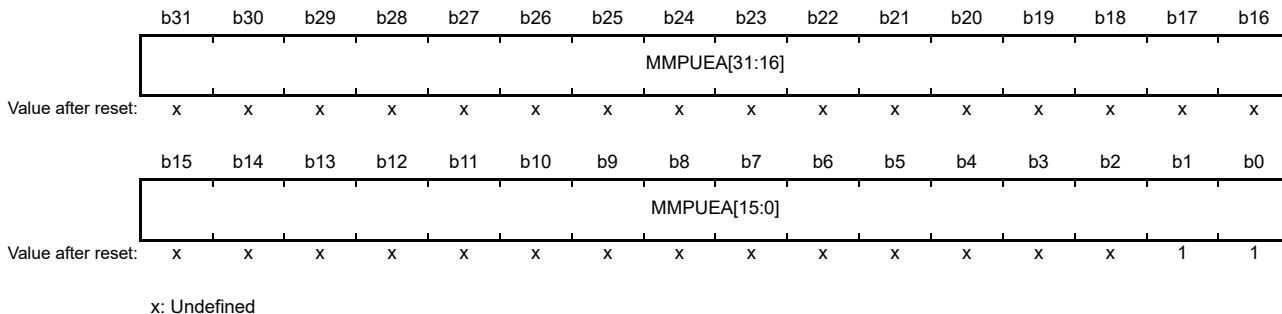 b31 b30 b29 b28 b27 b26 b25 b24 b23 b22 b21 b20 b19 b18 b17 b16
MMPUEA[31:16]
Value after reset: x x x x x x x x x x x x x x x x
b15 b14 b13 b12 b11 b10 b9 b8 b7 b6 b5 b4 b3 b2 b1 b0
MMPUEA[15:0]
Value after reset: x x x x x x x x x x x x x x 1 1
x: Undefined